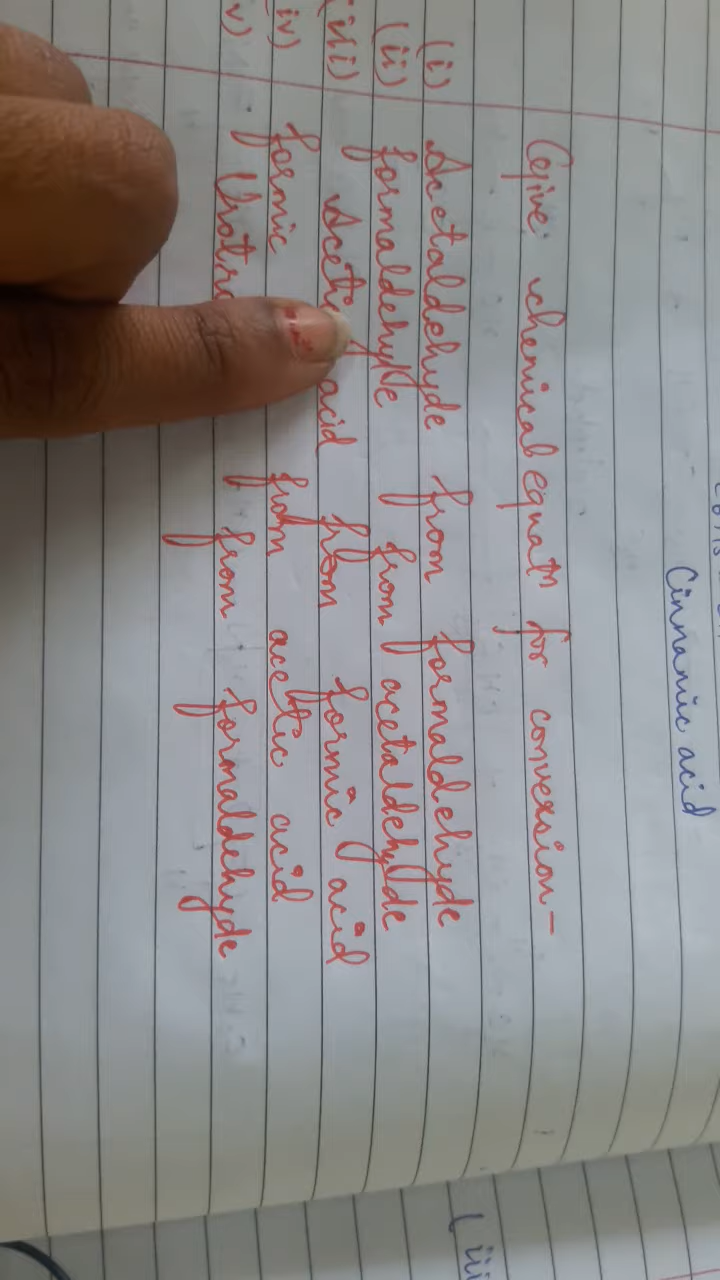 Cinnamic acid
Give chemical equatn for conversion-
(i) Acetaldehyde from formaldehyde
(ii) formaldehyde from acetaldehyde
(iii) acid from formic acid
iv) formic from acetic acid
v) from formaldehyde
(iii